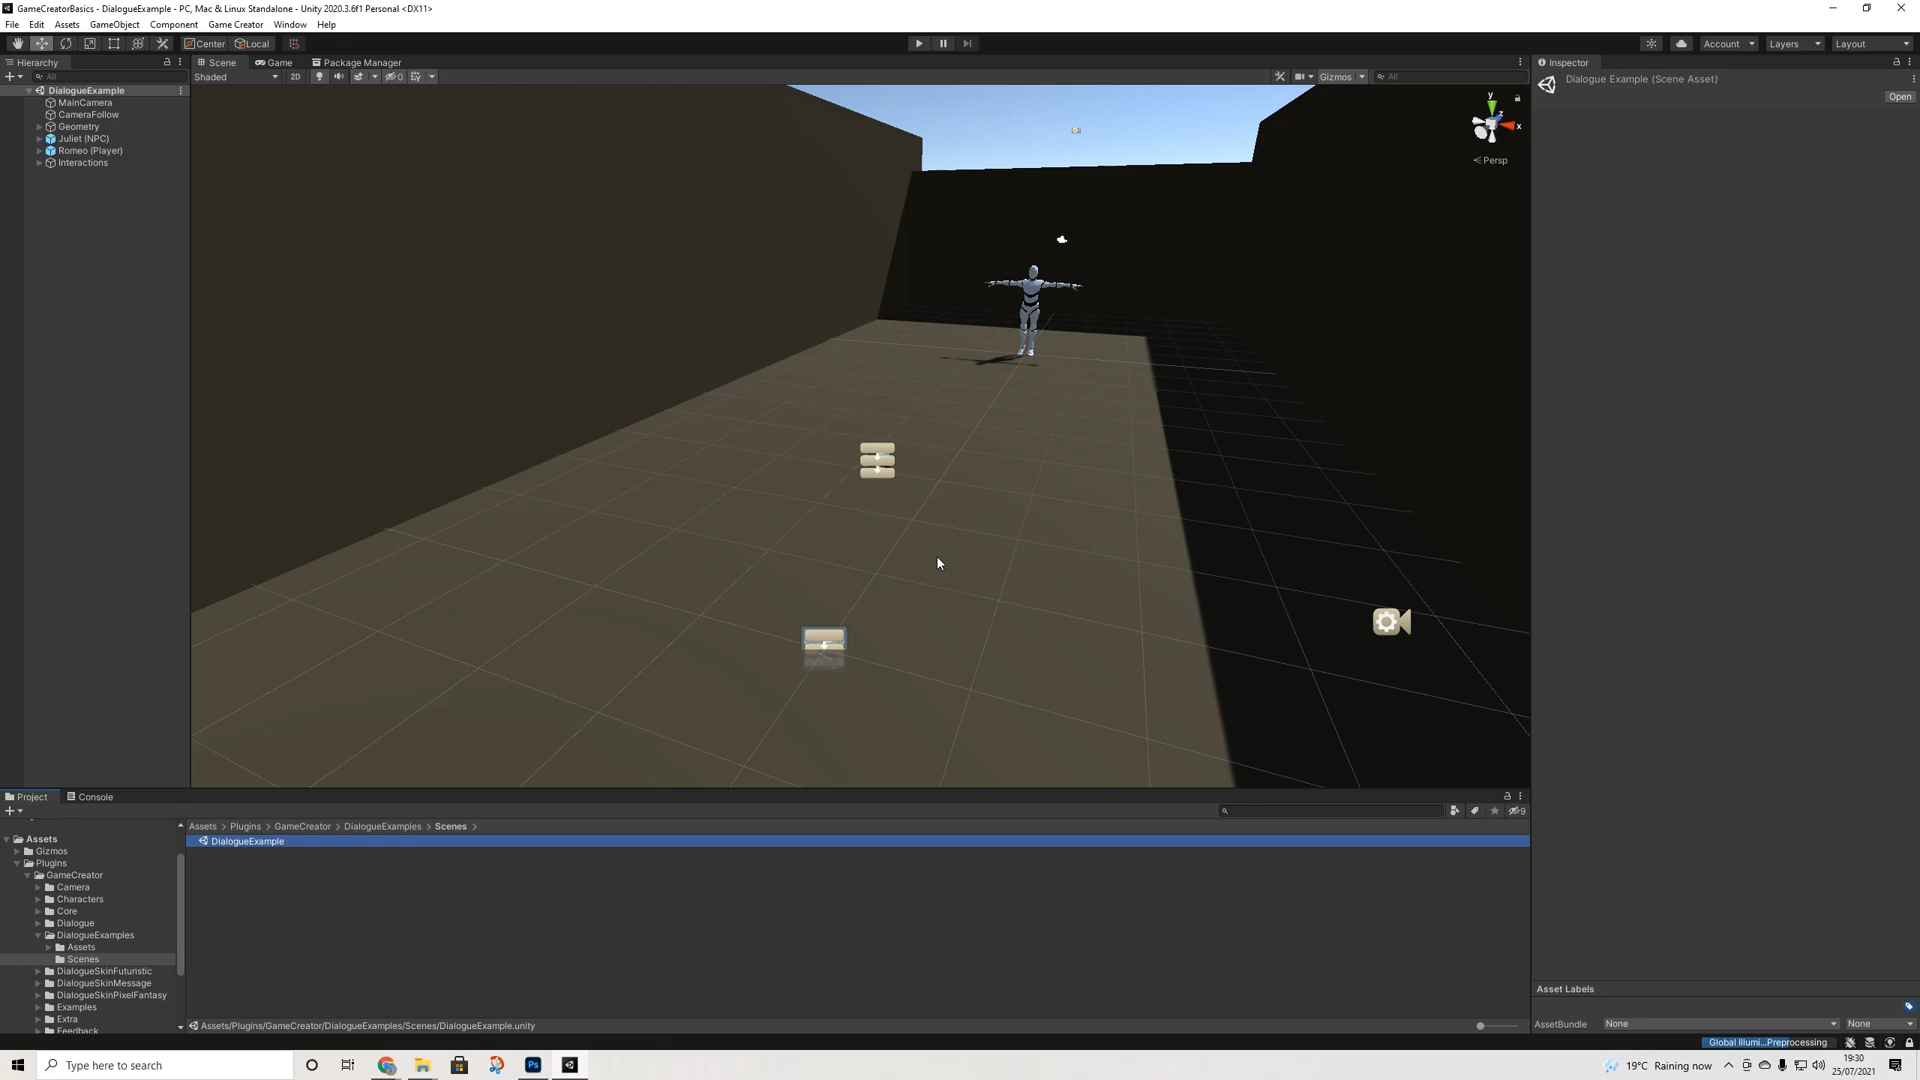 GameCreatorBasics - DialogueExample - PC, Mac & Linux Standalone - Unity 2020.3.6f1 Personal <DX11>
File Edit Assets GameObject Component Game Creator Window Help
Center Local Account Layers Layout
Hierarchy Scene Game Package Manager Inspector
All Shaded 2D 0 Gizmos All
Dialogue Example (Scene Asset)
Open
DialogueExample
MainCamera
CameraFollow
Geometry
Juliet (NPC)
Romeo (Player)
Interactions
y
z
x
Persp
Project Console
9
Assets > Plugins > GameCreator > DialogueExamples > Scenes >
DialogueExample
Assets
Gizmos
Plugins
GameCreator
Camera
Characters
Core
Dialogue
DialogueExamples
Assets
Scenes
DialogueSkinFuturistic
DialogueSkinMessage
DialogueSkinPixelFantasy
Examples
Extra
Feedback
Assets/Plugins/GameCreator/DialogueExamples/Scenes/DialogueExample.unity
Asset Labels
AssetBundle None None
Global Illumi...Preprocessing
Type here to search
Ps
19°C Raining now
19:30
25/07/2021